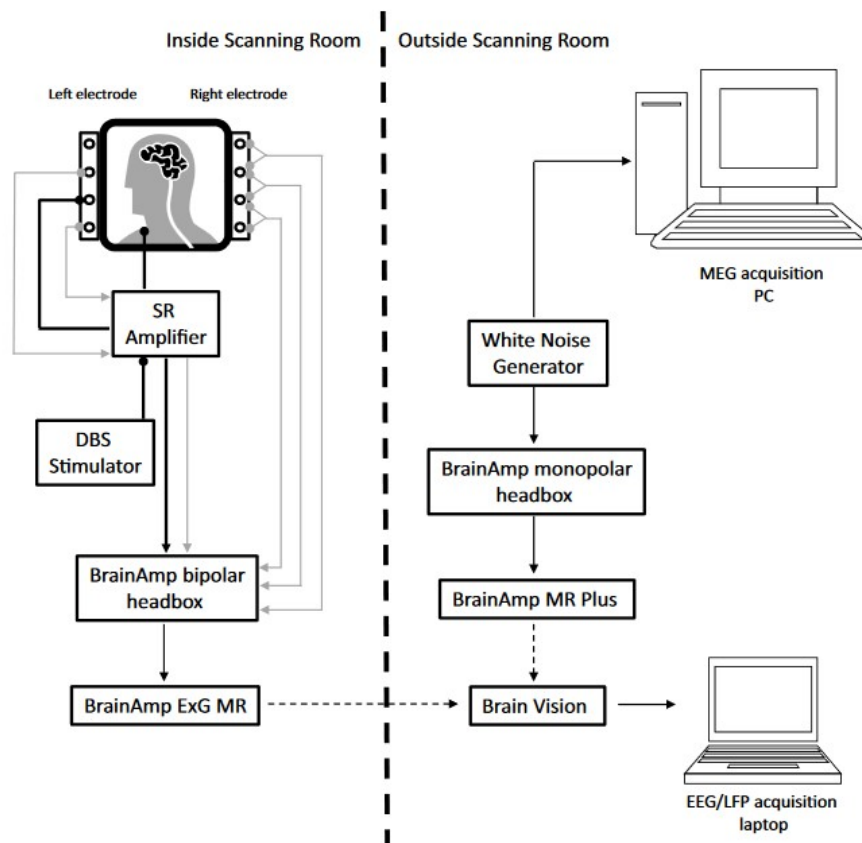 Inside Scanning Room
Outside Scanning Room
Left electrode
Right electrode
SR
Amplifier
DBS
Stimulator
BrainAmp bipolar
headbox
BrainAmp ExG MR
MEG acquisition
PC
White Noise
Generator
BrainAmp monopolar
headbox
BrainAmp MR Plus
Brain Vision
EEG/LFP acquisition
laptop